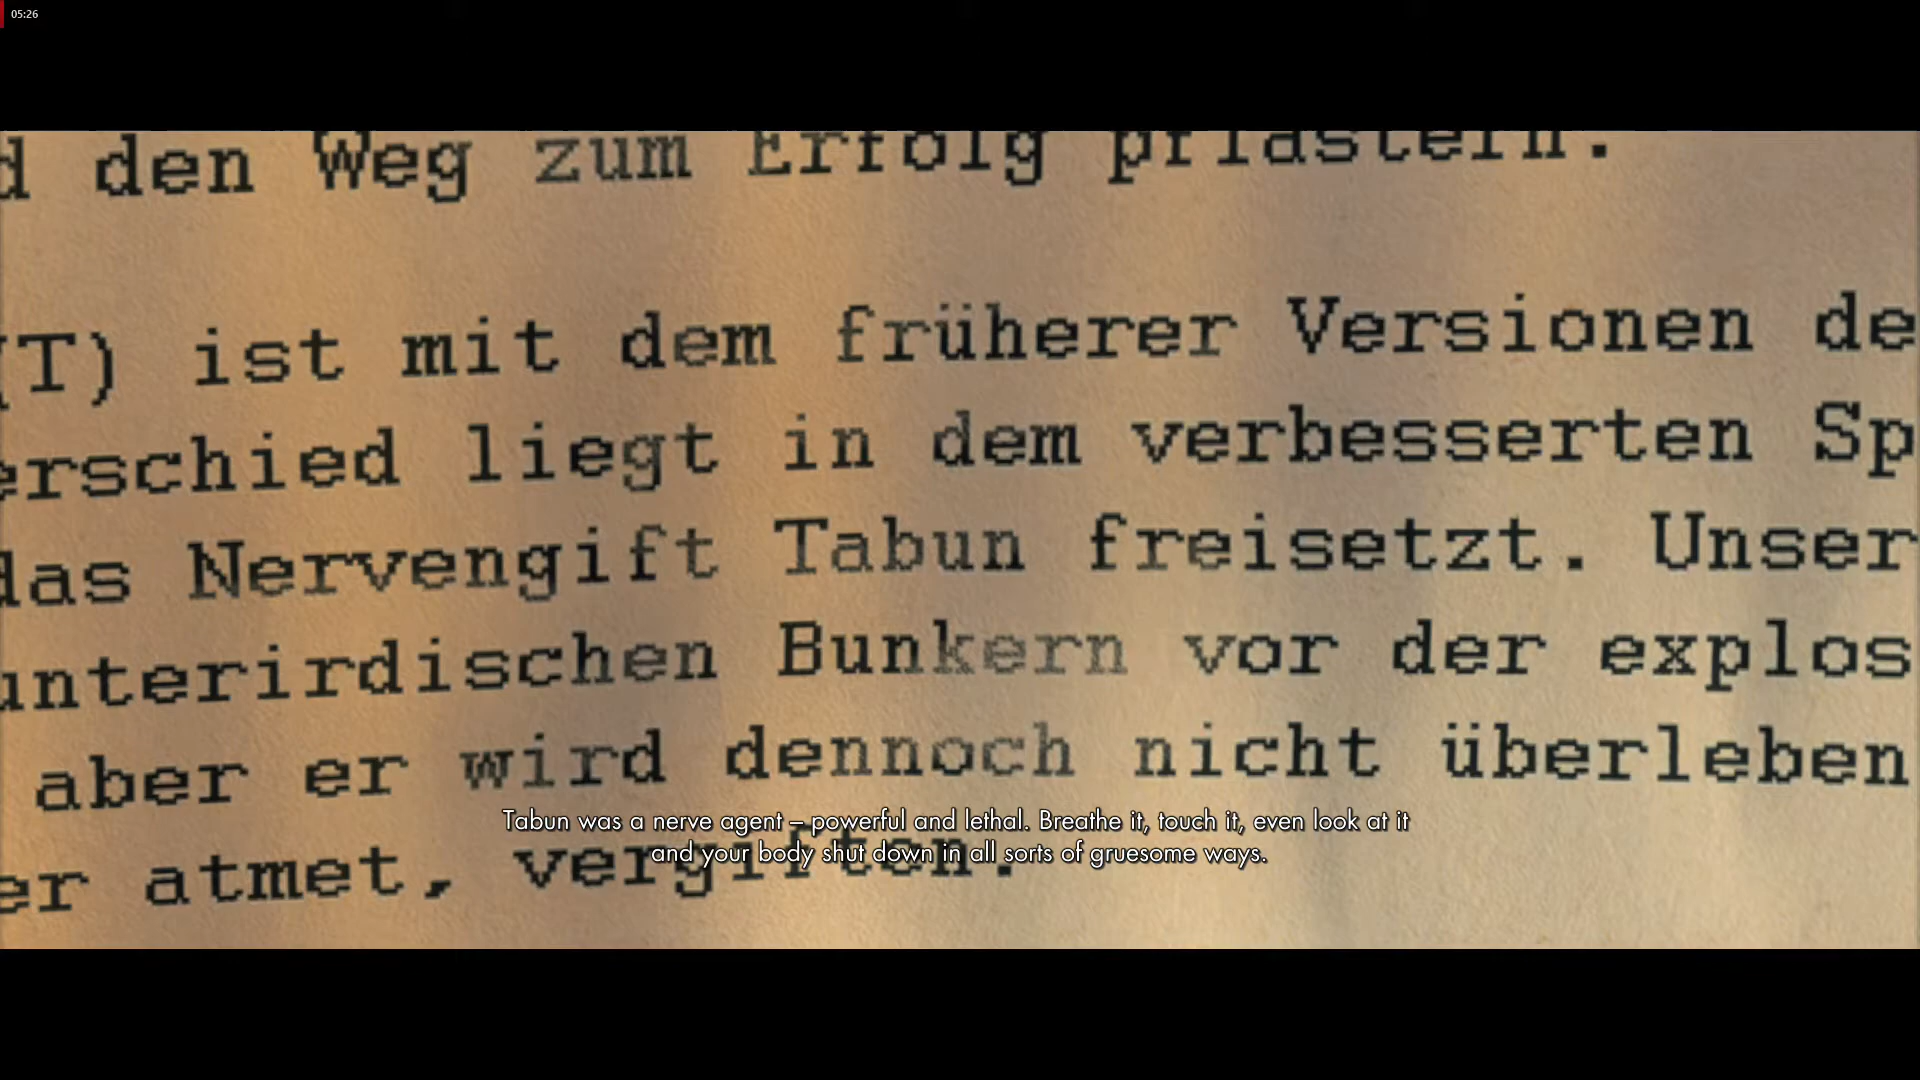 05:26
d den Weg zum Erfolg pflastern.
(T) ist mit dem früherer Versionen de
erschied liegt in dem verbesserten Sp
das Nervengift Tabun freisetzt. Unser
unterirdischen Bunkern vor der explos
aber er wird dennoch nicht überleben
er atmet, vergiften.
Tabun was a nerve agent – powerful and lethal. Breathe it, touch it, even look at it
and your body shut down in all sorts of gruesome ways.